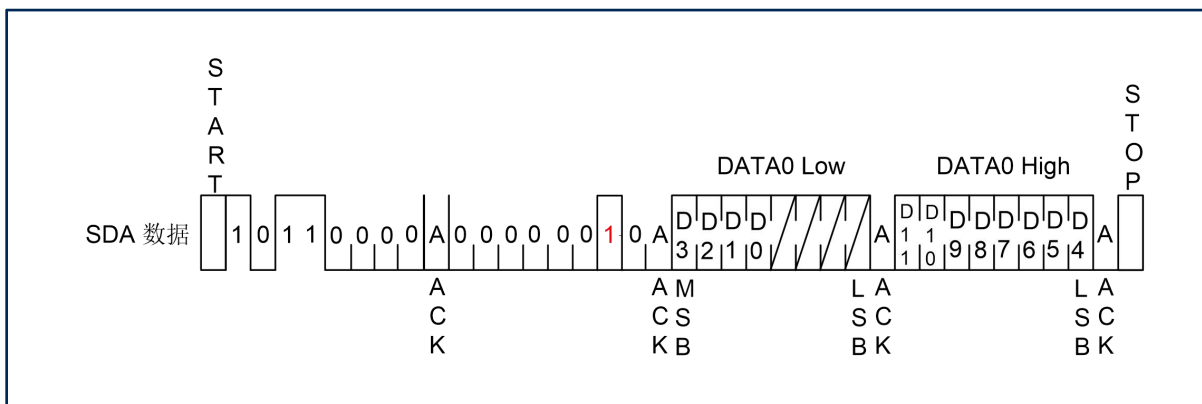 START
STOP
DATA0 Low
DATA0 High
SDA 数据
1 0 1 1 0 0 0 0 A 0 0 0 0 0 0 1 0 A D3 D2 D1 D0 A D11 D10 D9 D8 D7 D6 D5 D4 A
ACK
ACK
MSB
LSB
ACK
LSB
ACK